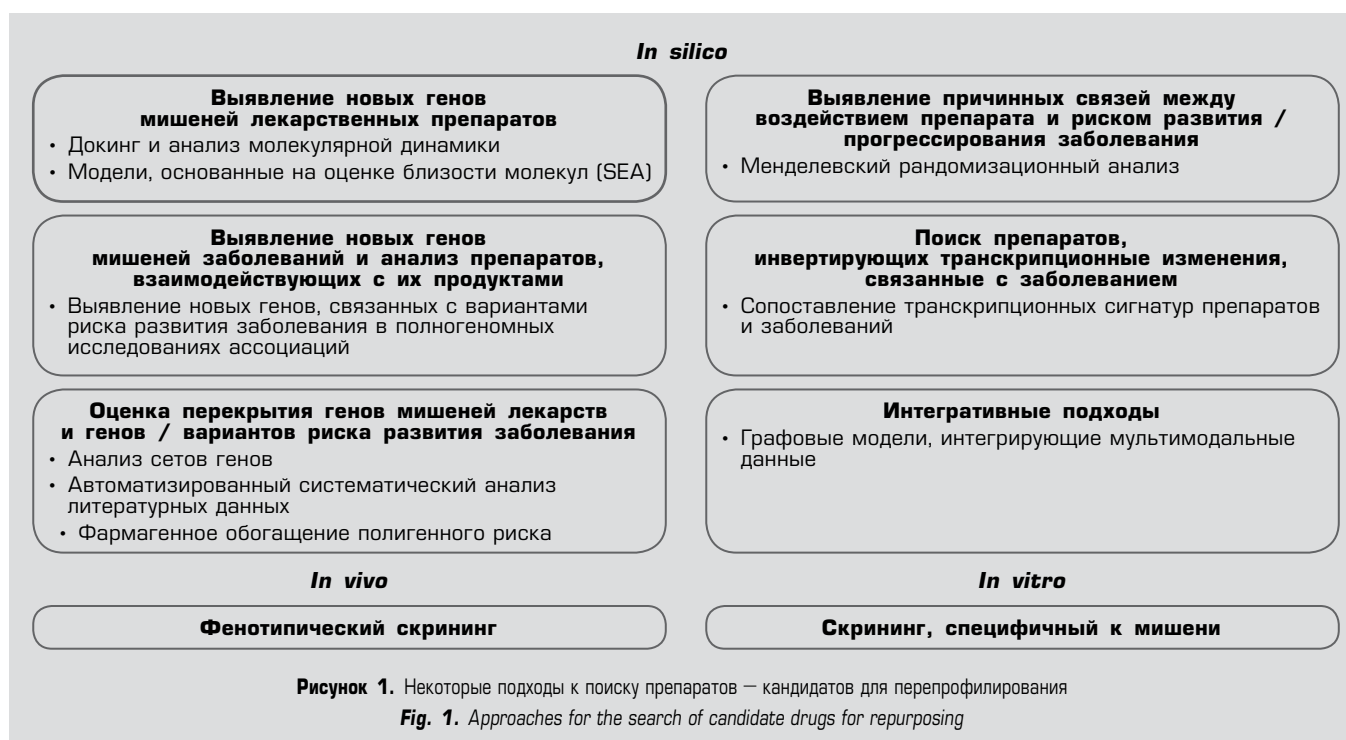 In silico
Выявление новых генов
мишеней лекарственных препаратов
• Докинг и анализ молекулярной динамики
• Модели, основанные на оценке близости молекул (SEA)
Выявление причинных связей между
воздействием препарата и риском развития /
прогрессирования заболевания
• Менделевский рандомизационный анализ
Выявление новых генов
мишеней заболеваний и анализ препаратов,
взаимодействующих с их продуктами
• Выявление новых генов, связанных с вариантами
риска развития заболевания в полногеномных
исследованиях ассоциаций
Поиск препаратов,
инвертирующих транскрипционные изменения,
связанные с заболеванием
• Сопоставление транскрипционных сигнатур препаратов
и заболеваний
Оценка перекрытия генов мишеней лекарств
и генов / вариантов риска развития заболевания
• Анализ сетов генов
• Автоматизированный систематический анализ
литературных данных
• Фармагенное обогащение полигенного риска
Интегративные подходы
• Графовые модели, интегрирующие мультимодальные
данные
In vivo
Фенотипический скрининг
In vitro
Скрининг, специфичный к мишени
Рисунок 1. Некоторые подходы к поиску препаратов — кандидатов для перепрофилирования
Fig. 1. Approaches for the search of candidate drugs for repurposing